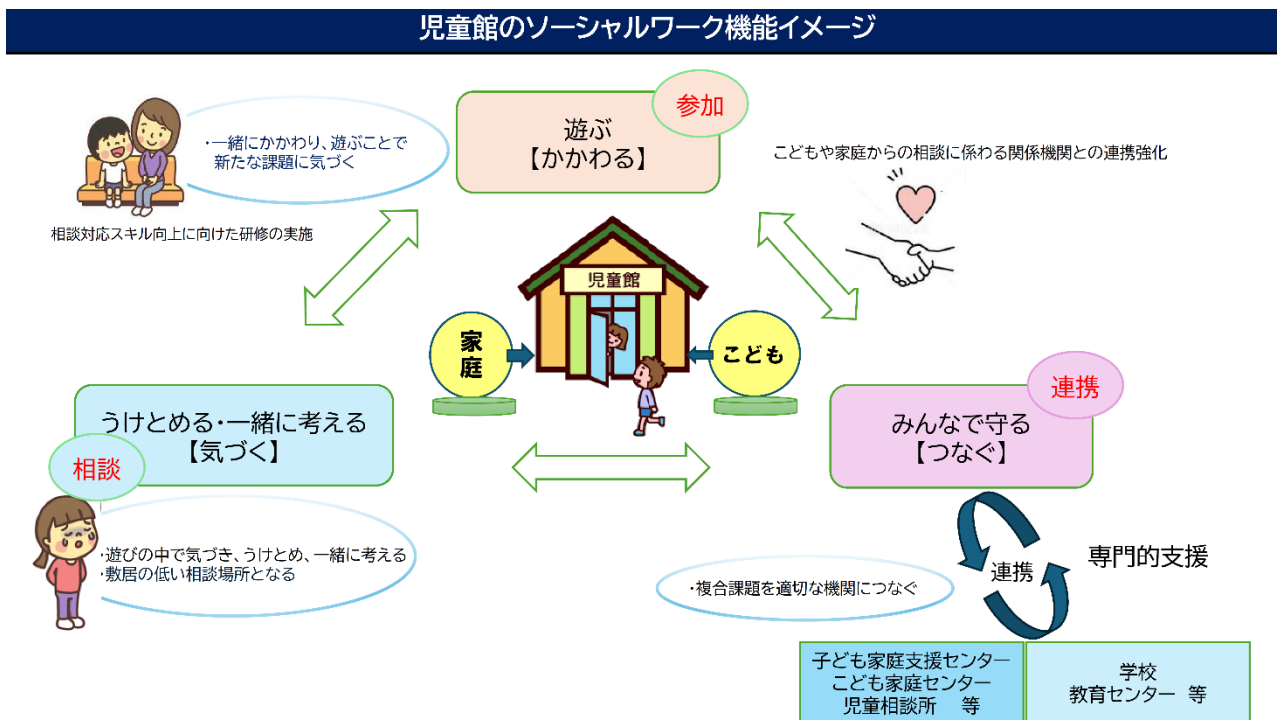 児童館のソーシャルワーク機能イメージ
参加
遊ぶ
【かかわる】
・一緒にかかわり、遊ぶことで
新たな課題に気づく
相談対応スキル向上に向けた研修の実施
こどもや家庭からの相談に係わる関係機関との連携強化
児童館
家庭
こども
うけとめる・一緒に考える
【気づく】
相談
・遊びの中で気づき、うけとめ、一緒に考える
・敷居の低い相談場所となる
連携
みんなで守る
【つなぐ】
・複合課題を適切な機関につなぐ
連携
専門的支援
子ども家庭支援センター
こども家庭センター
児童相談所 等
学校
教育センター 等